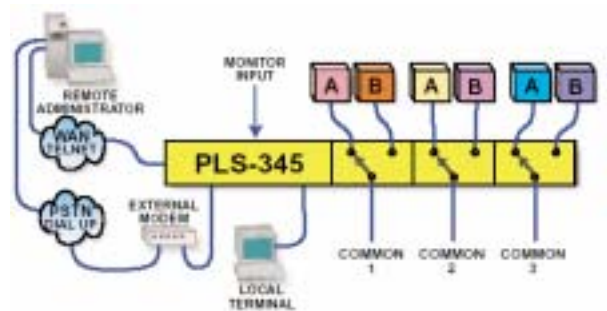 MONITOR
INPUT
A B A B A B
REMOTE
ADMINISTRATOR
WAN
TELNET
PLS-345
PSTN
DIAL UP
EXTERNAL
MODEM
LOCAL
TERMINAL
COMMON
1
COMMON
2
COMMON
3